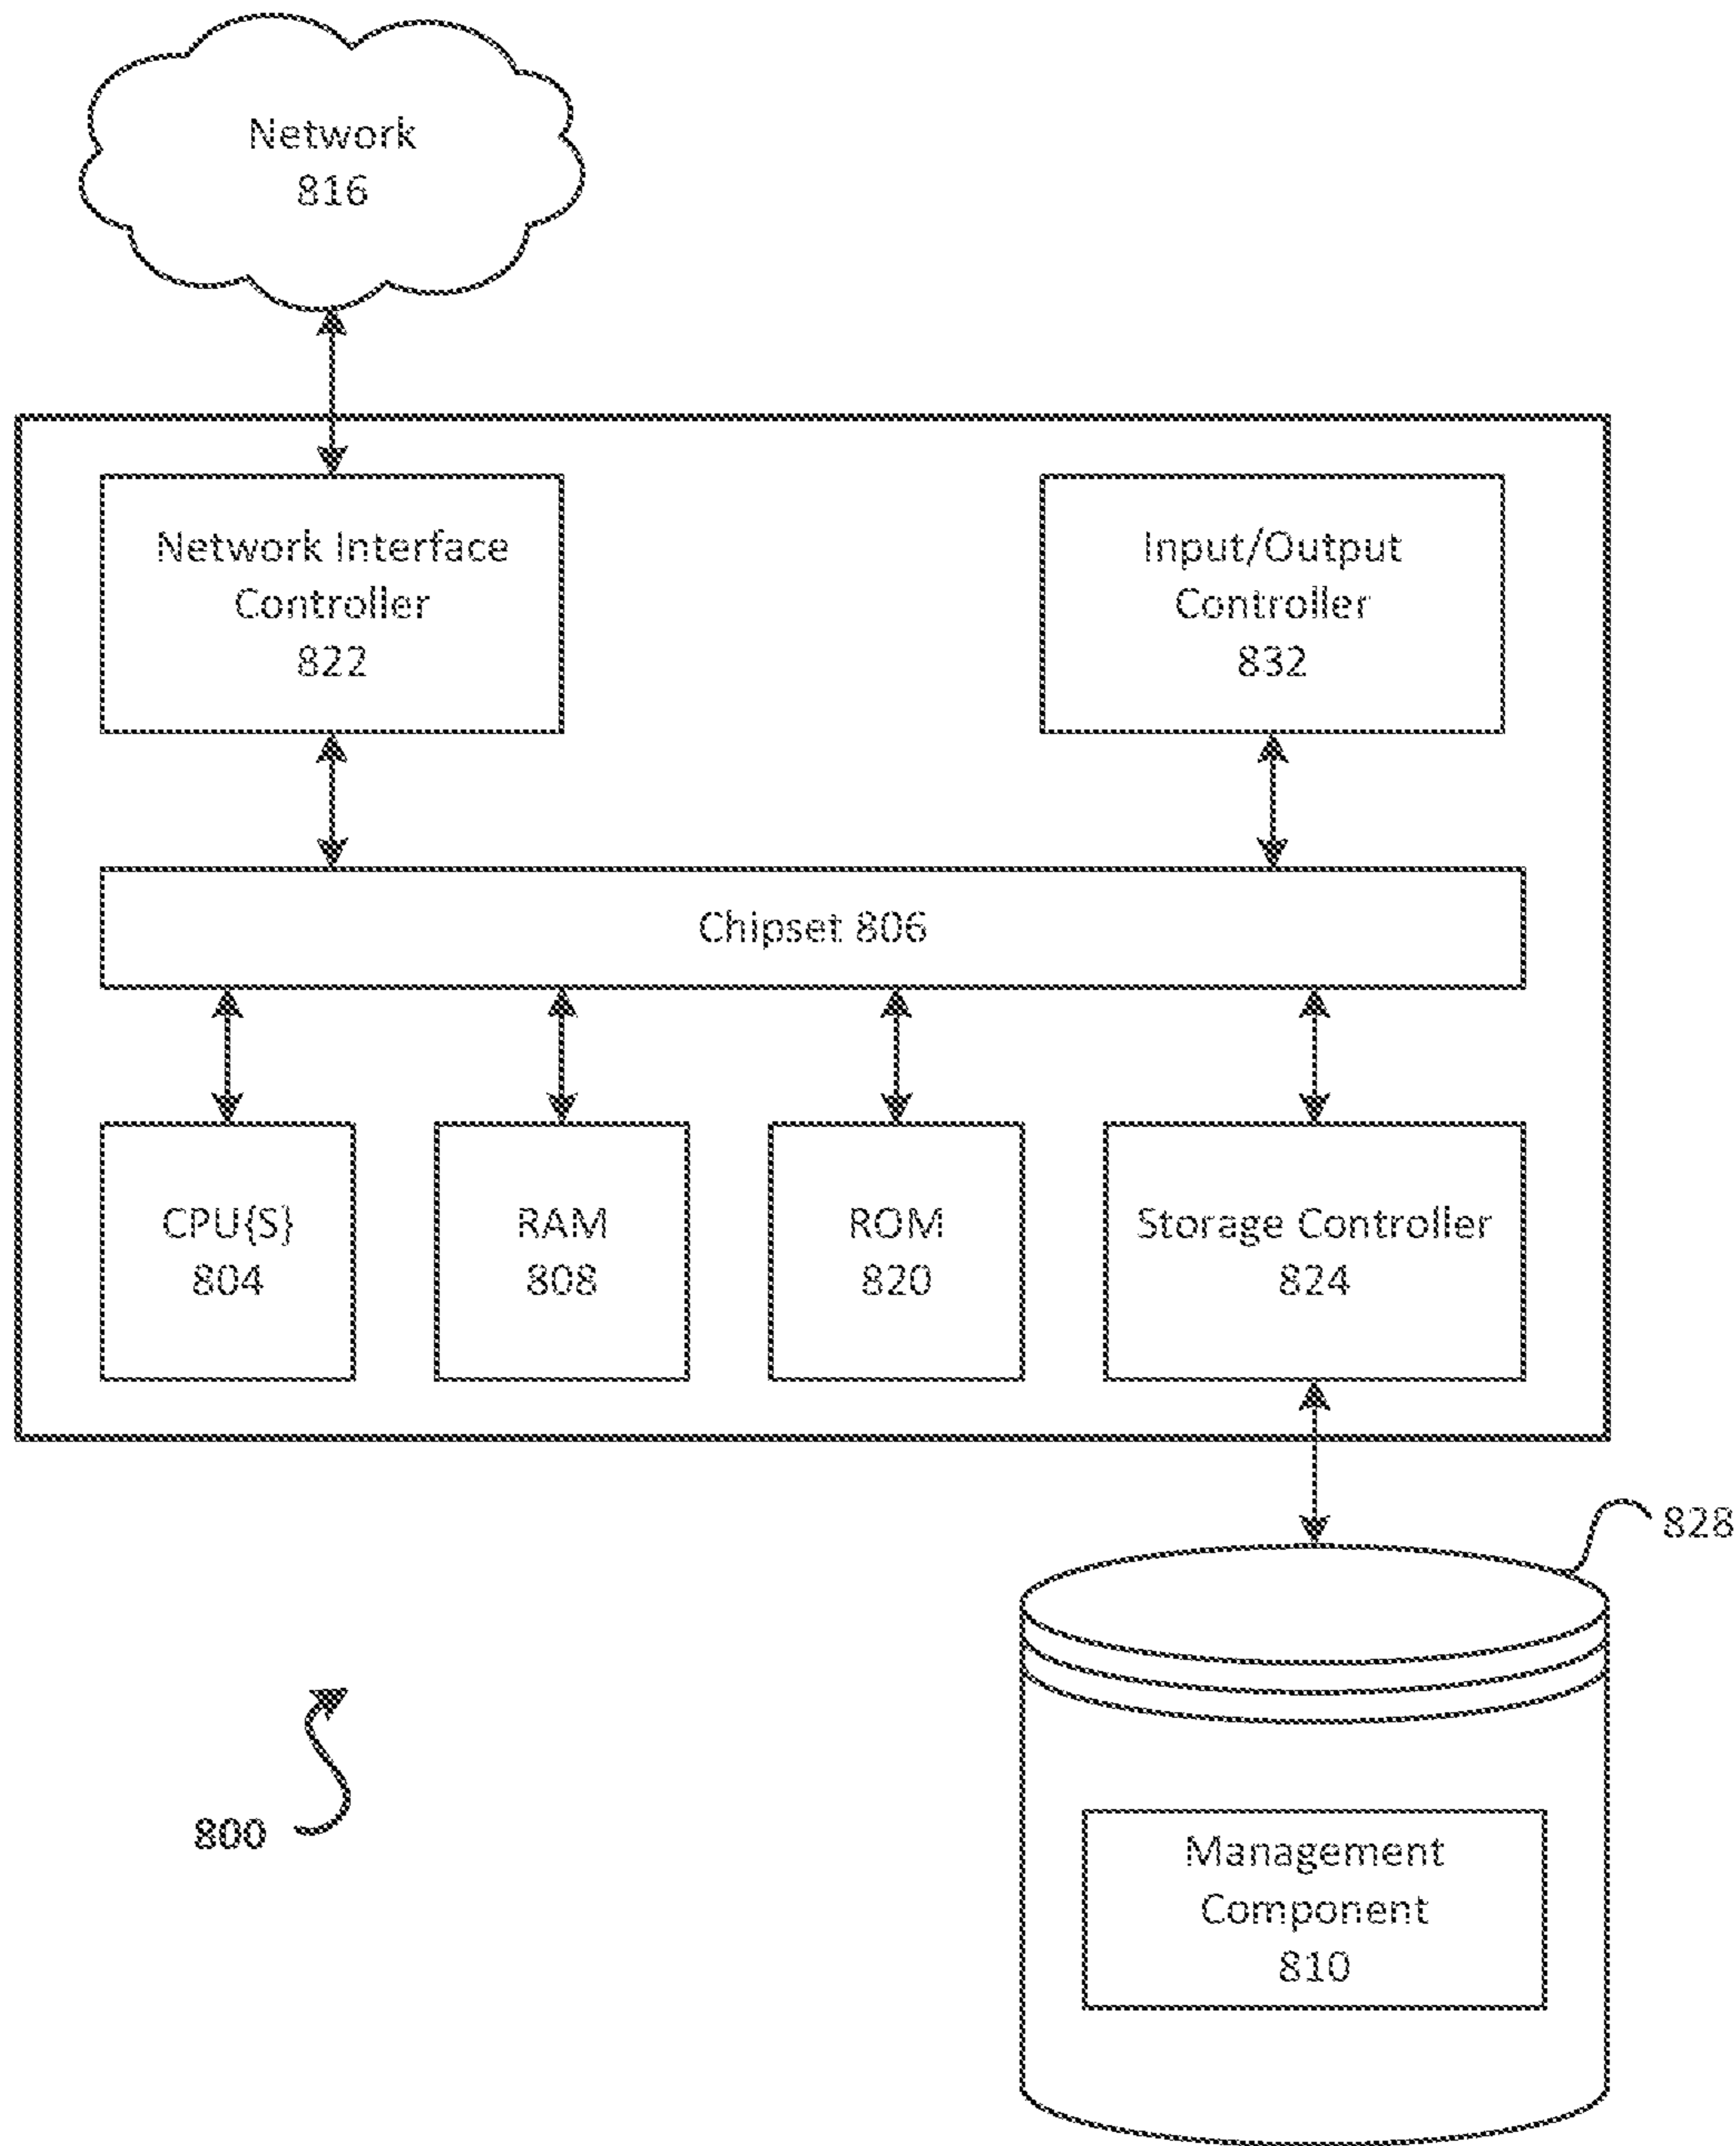 Network
816
Network Interface
Controller
822
Input/Output
Controller
832
Chipset 806
CPU{S}
804
RAM
808
ROM
820
Storage Controller
824
828
800
Management
Component
810